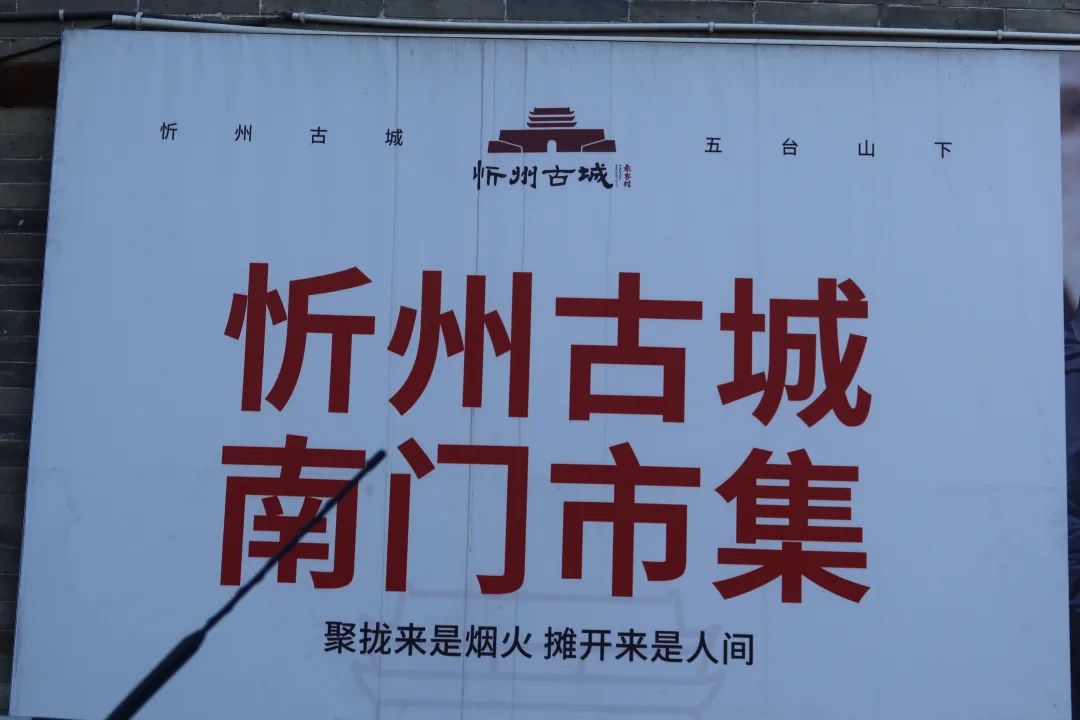 忻州古城 五台山下
忻州古城
忻州古城
南门市集
聚拢来是烟火 摊开来是人间